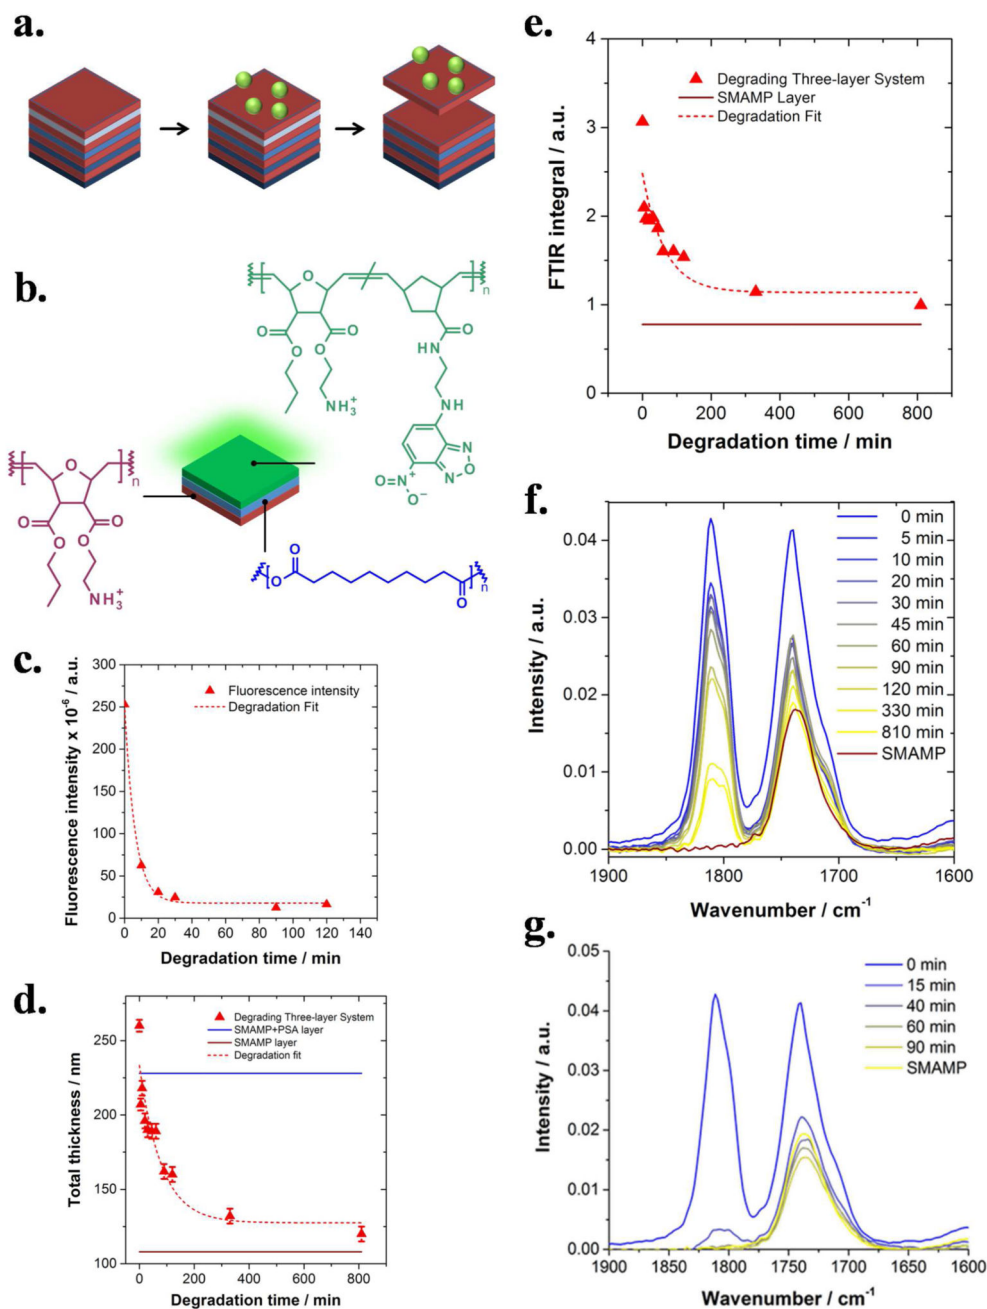 a.
b.
O
n
O
O
O
O
HN
O
NH3+
NH
N
O
N
O
N+
O−
O
n
O
O
O
O
NH3+
O
O
O
n
c.
300
250
200
150
100
50
0
Fluorescence intensity x 10-6 / a.u.
Fluorescence intensity
Degradation Fit
0 20 40 60 80 100 120 140
Degradation time / min
d.
250
200
150
100
Total thickness / nm
Degrading Three-layer System
SMAMP+PSA layer
SMAMP layer
Degradation fit
0 200 400 600 800
Degradation time / min
e.
4
3
2
1
0
FTIR integral / a.u.
Degrading Three-layer System
SMAMP Layer
Degradation Fit
0 200 400 600 800
Degradation time / min
f.
0.04
0.03
0.02
0.01
0.00
Intensity / a.u.
0 min
5 min
10 min
20 min
30 min
45 min
60 min
90 min
120 min
330 min
810 min
SMAMP
1900 1800 1700 1600
Wavenumber / cm-1
g.
0.05
0.04
0.03
0.02
0.01
0.00
Intensity / a.u.
0 min
15 min
40 min
60 min
90 min
SMAMP
1900 1850 1800 1750 1700 1650 1600
Wavenumber / cm-1